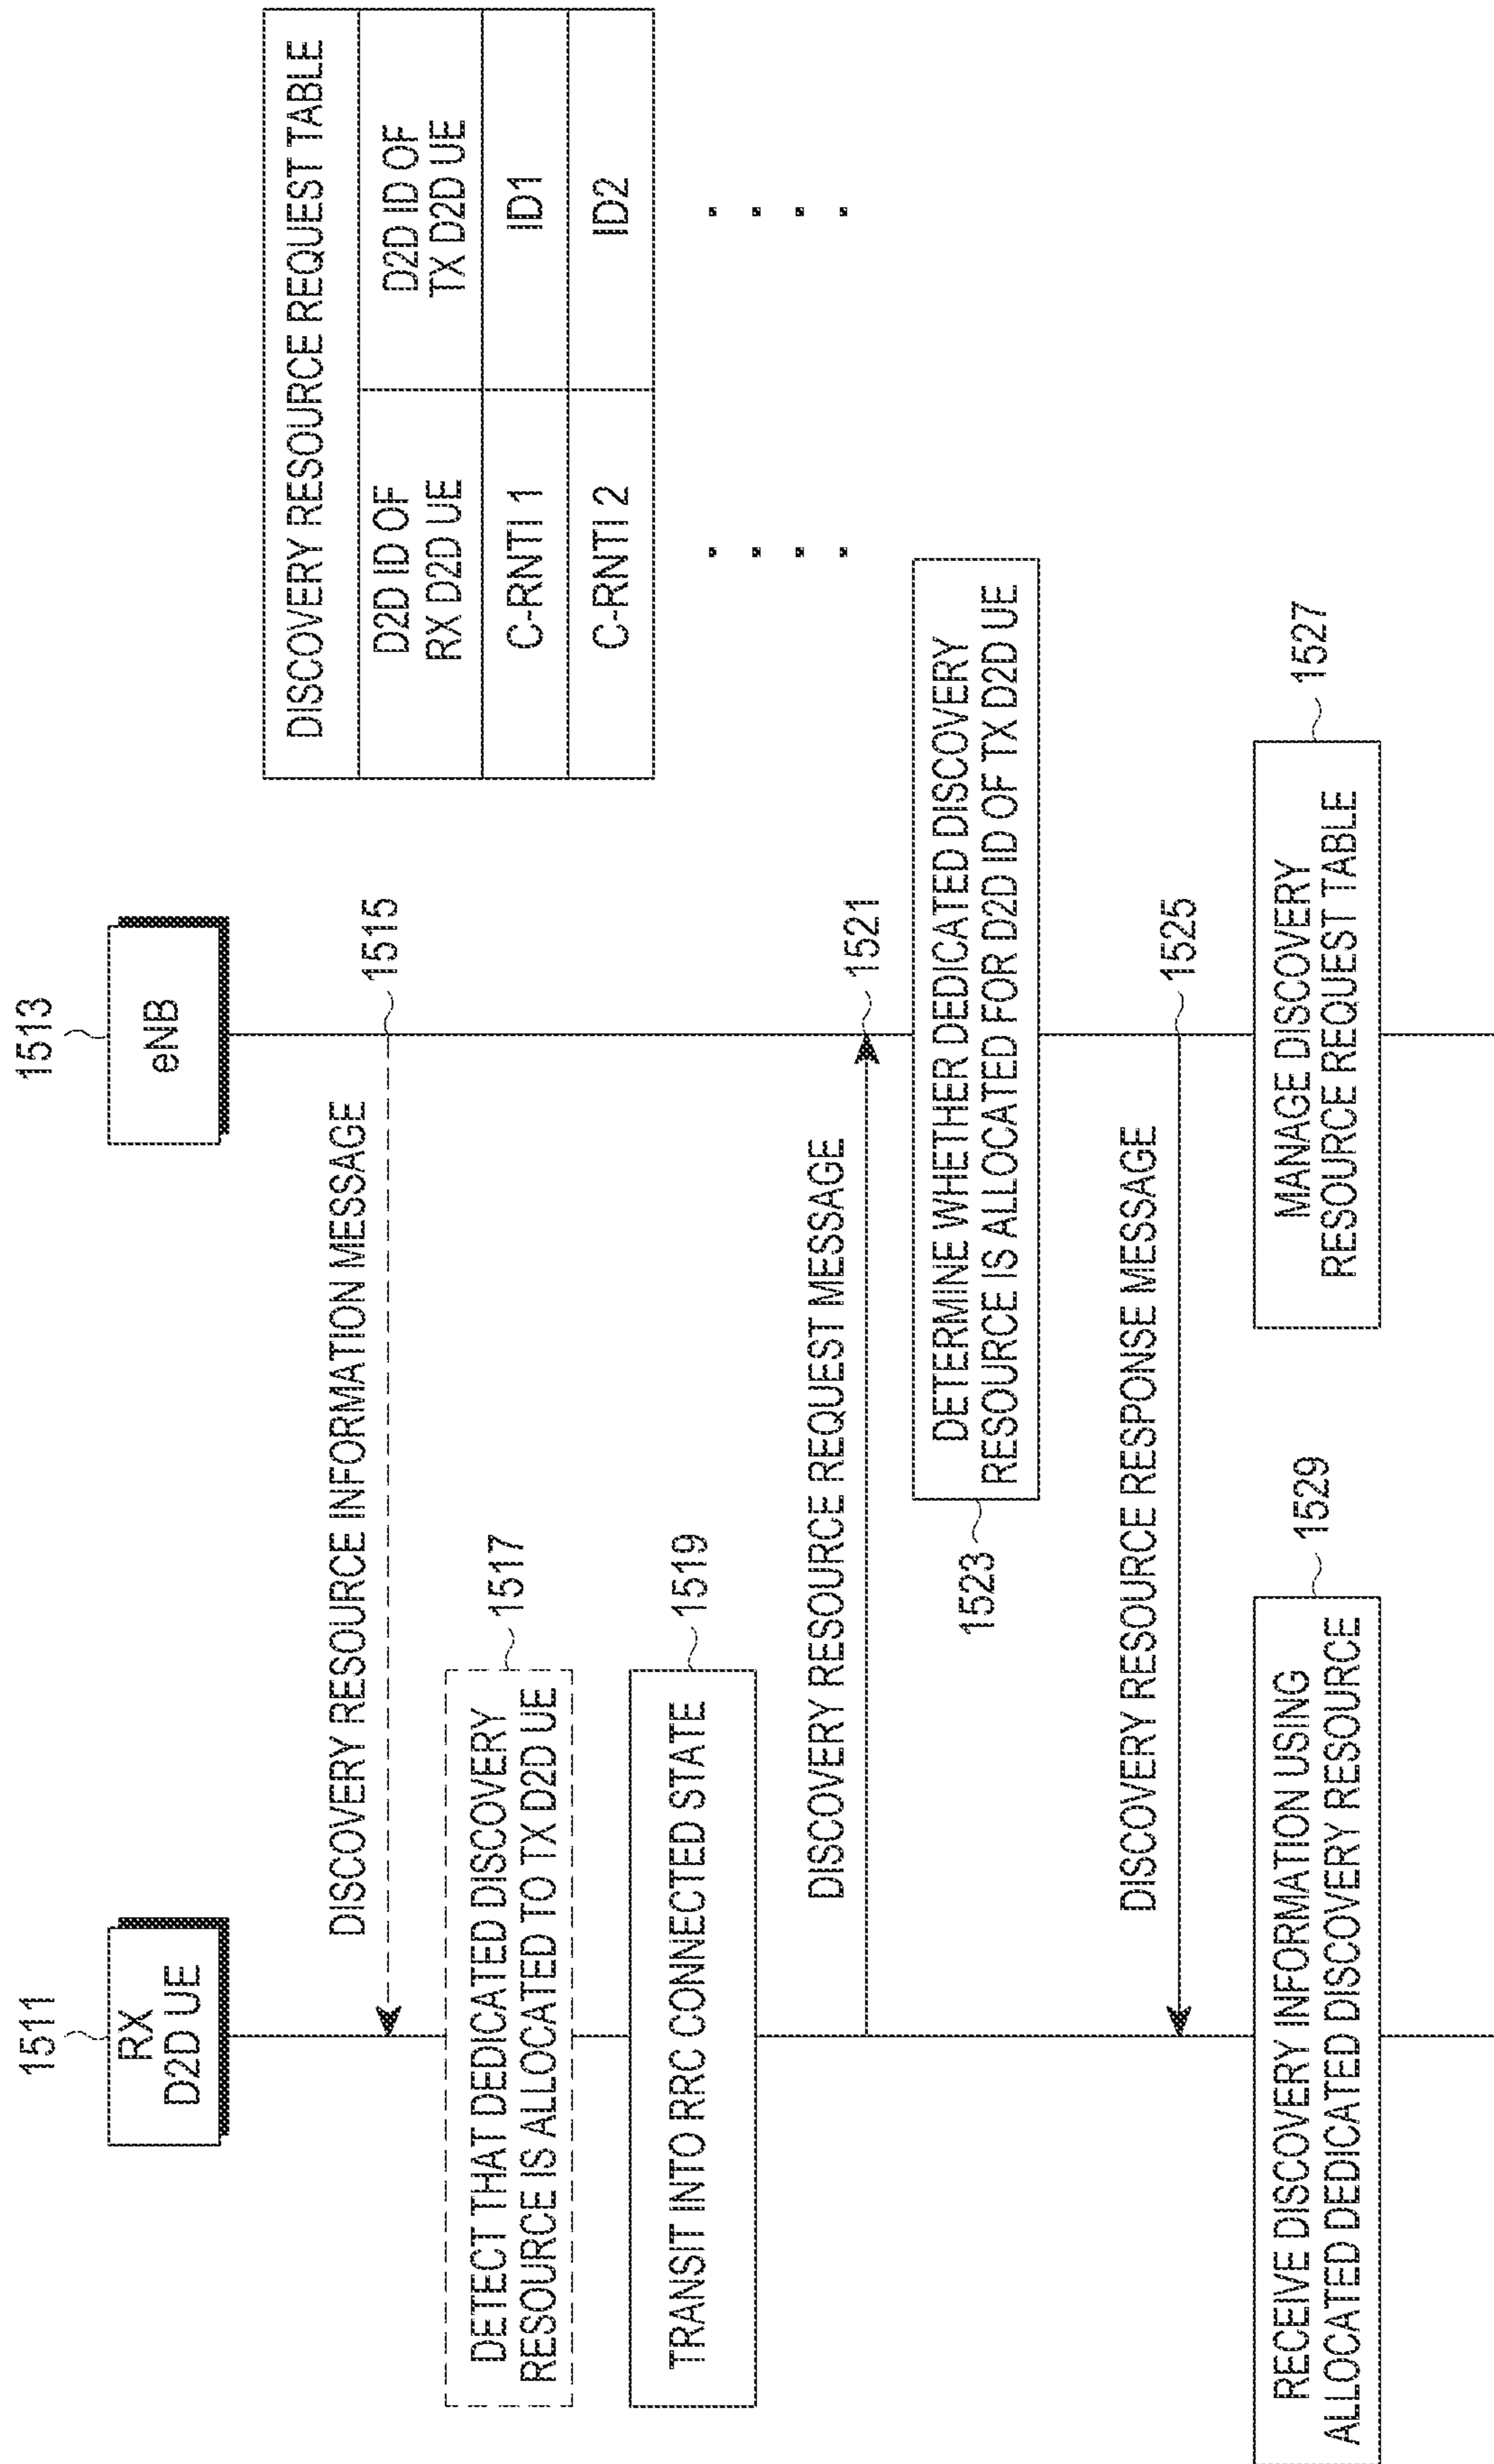 1511
RX
D2D UE
1513
eNB
DISCOVERY RESOURCE REQUEST TABLE
D2D ID OF
RX D2D UE
D2D ID OF
TX D2D UE
C-RNTI 1
ID1
C-RNTI 2
ID2
DISCOVERY RESOURCE INFORMATION MESSAGE
1515
DETECT THAT DEDICATED DISCOVERY
RESOURCE IS ALLOCATED TO TX D2D UE
1517
TRANSIT INTO RRC CONNECTED STATE
1519
DISCOVERY RESOURCE REQUEST MESSAGE
1521
DETERMINE WHETHER DEDICATED DISCOVERY
RESOURCE IS ALLOCATED FOR D2D ID OF TX D2D UE
1523
DISCOVERY RESOURCE RESPONSE MESSAGE
1525
MANAGE DISCOVERY
RESOURCE REQUEST TABLE
1527
RECEIVE DISCOVERY INFORMATION USING
ALLOCATED DEDICATED DISCOVERY RESOURCE
1529